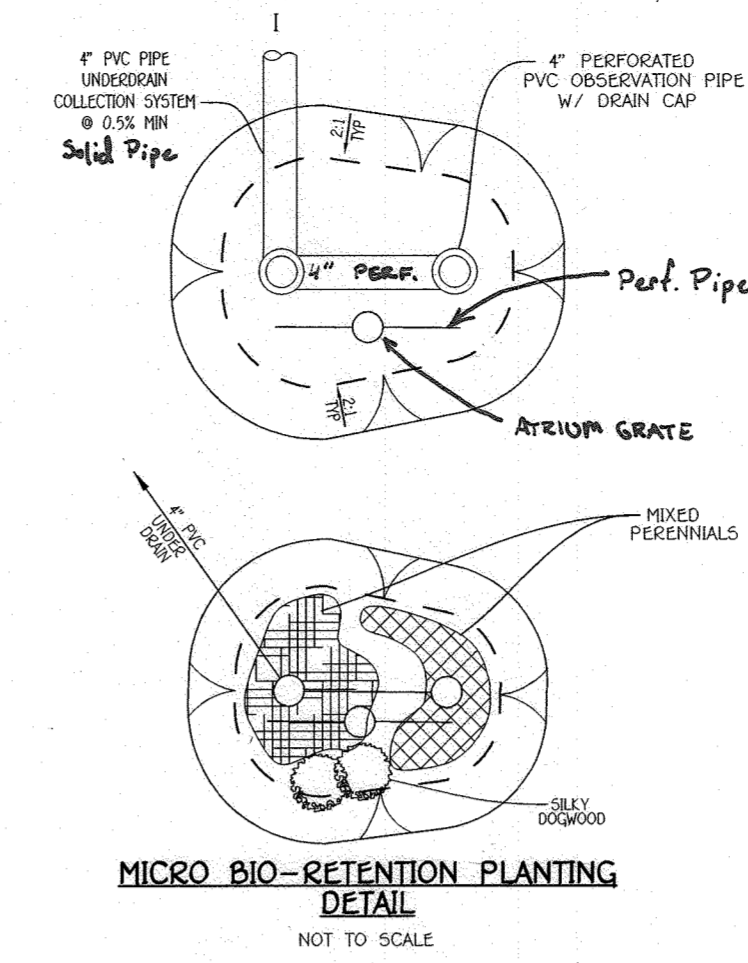 I
4" PVC PIPE
UNDERDRAIN
COLLECTION SYSTEM
@ 0.5% MIN
Solid Pipe
4" PERFORATED
PVC OBSERVATION PIPE
W/ DRAIN CAP
2:1
TYP
4" PERF.
Perf. Pipe
2:1
TYP
ATRIUM GRATE
4" PVC
UNDER
DRAIN
MIXED
PERENNIALS
SILKY
DOGWOOD
MICRO BIO-RETENTION PLANTING
DETAIL
NOT TO SCALE